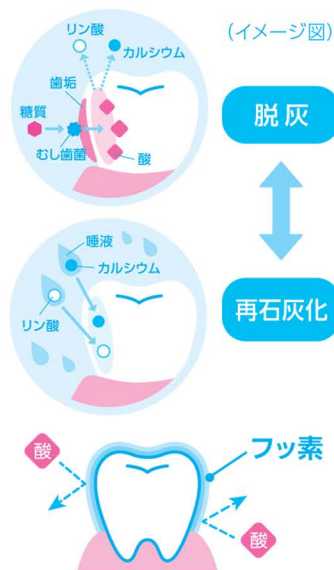 （イメージ図）
リン酸
カルシウム
歯垢
糖質
むし歯菌
酸
脱灰
唾液
カルシウム
リン酸
再石灰化
酸
フッ素
酸